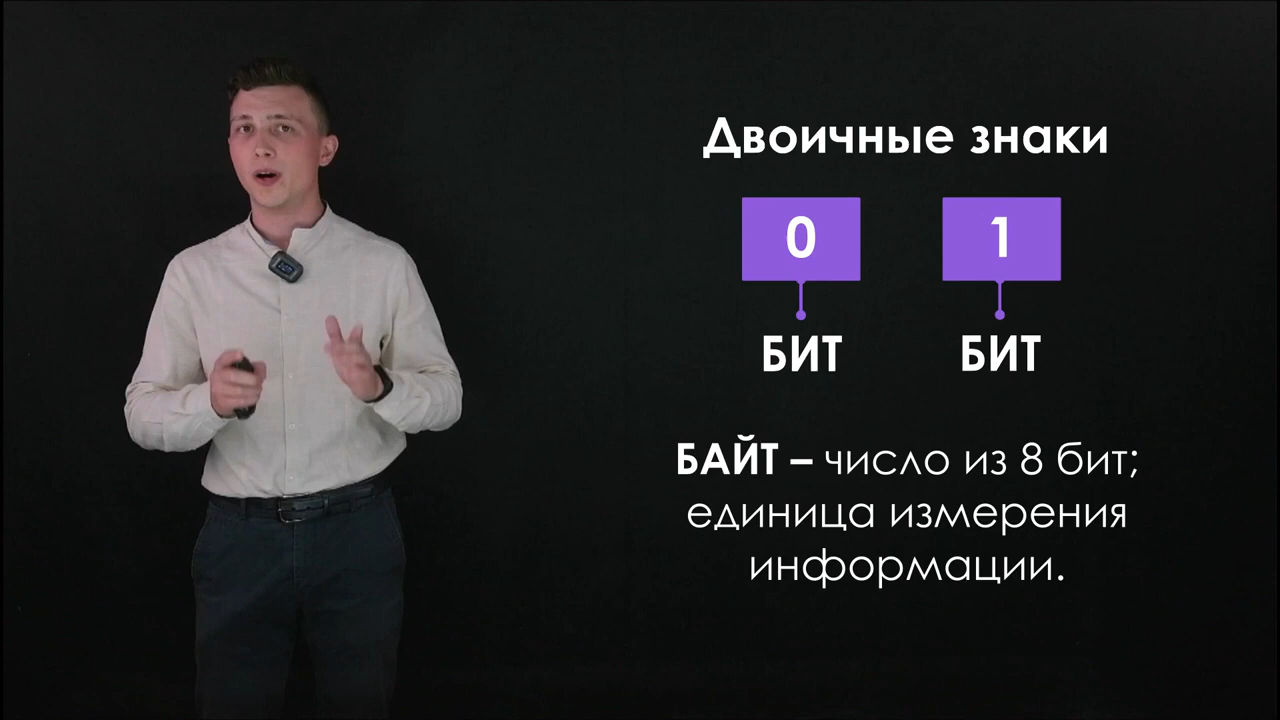 Двоичные знаки
0 1
БИТ БИТ
БАЙТ – число из 8 бит;
единица измерения
информации.